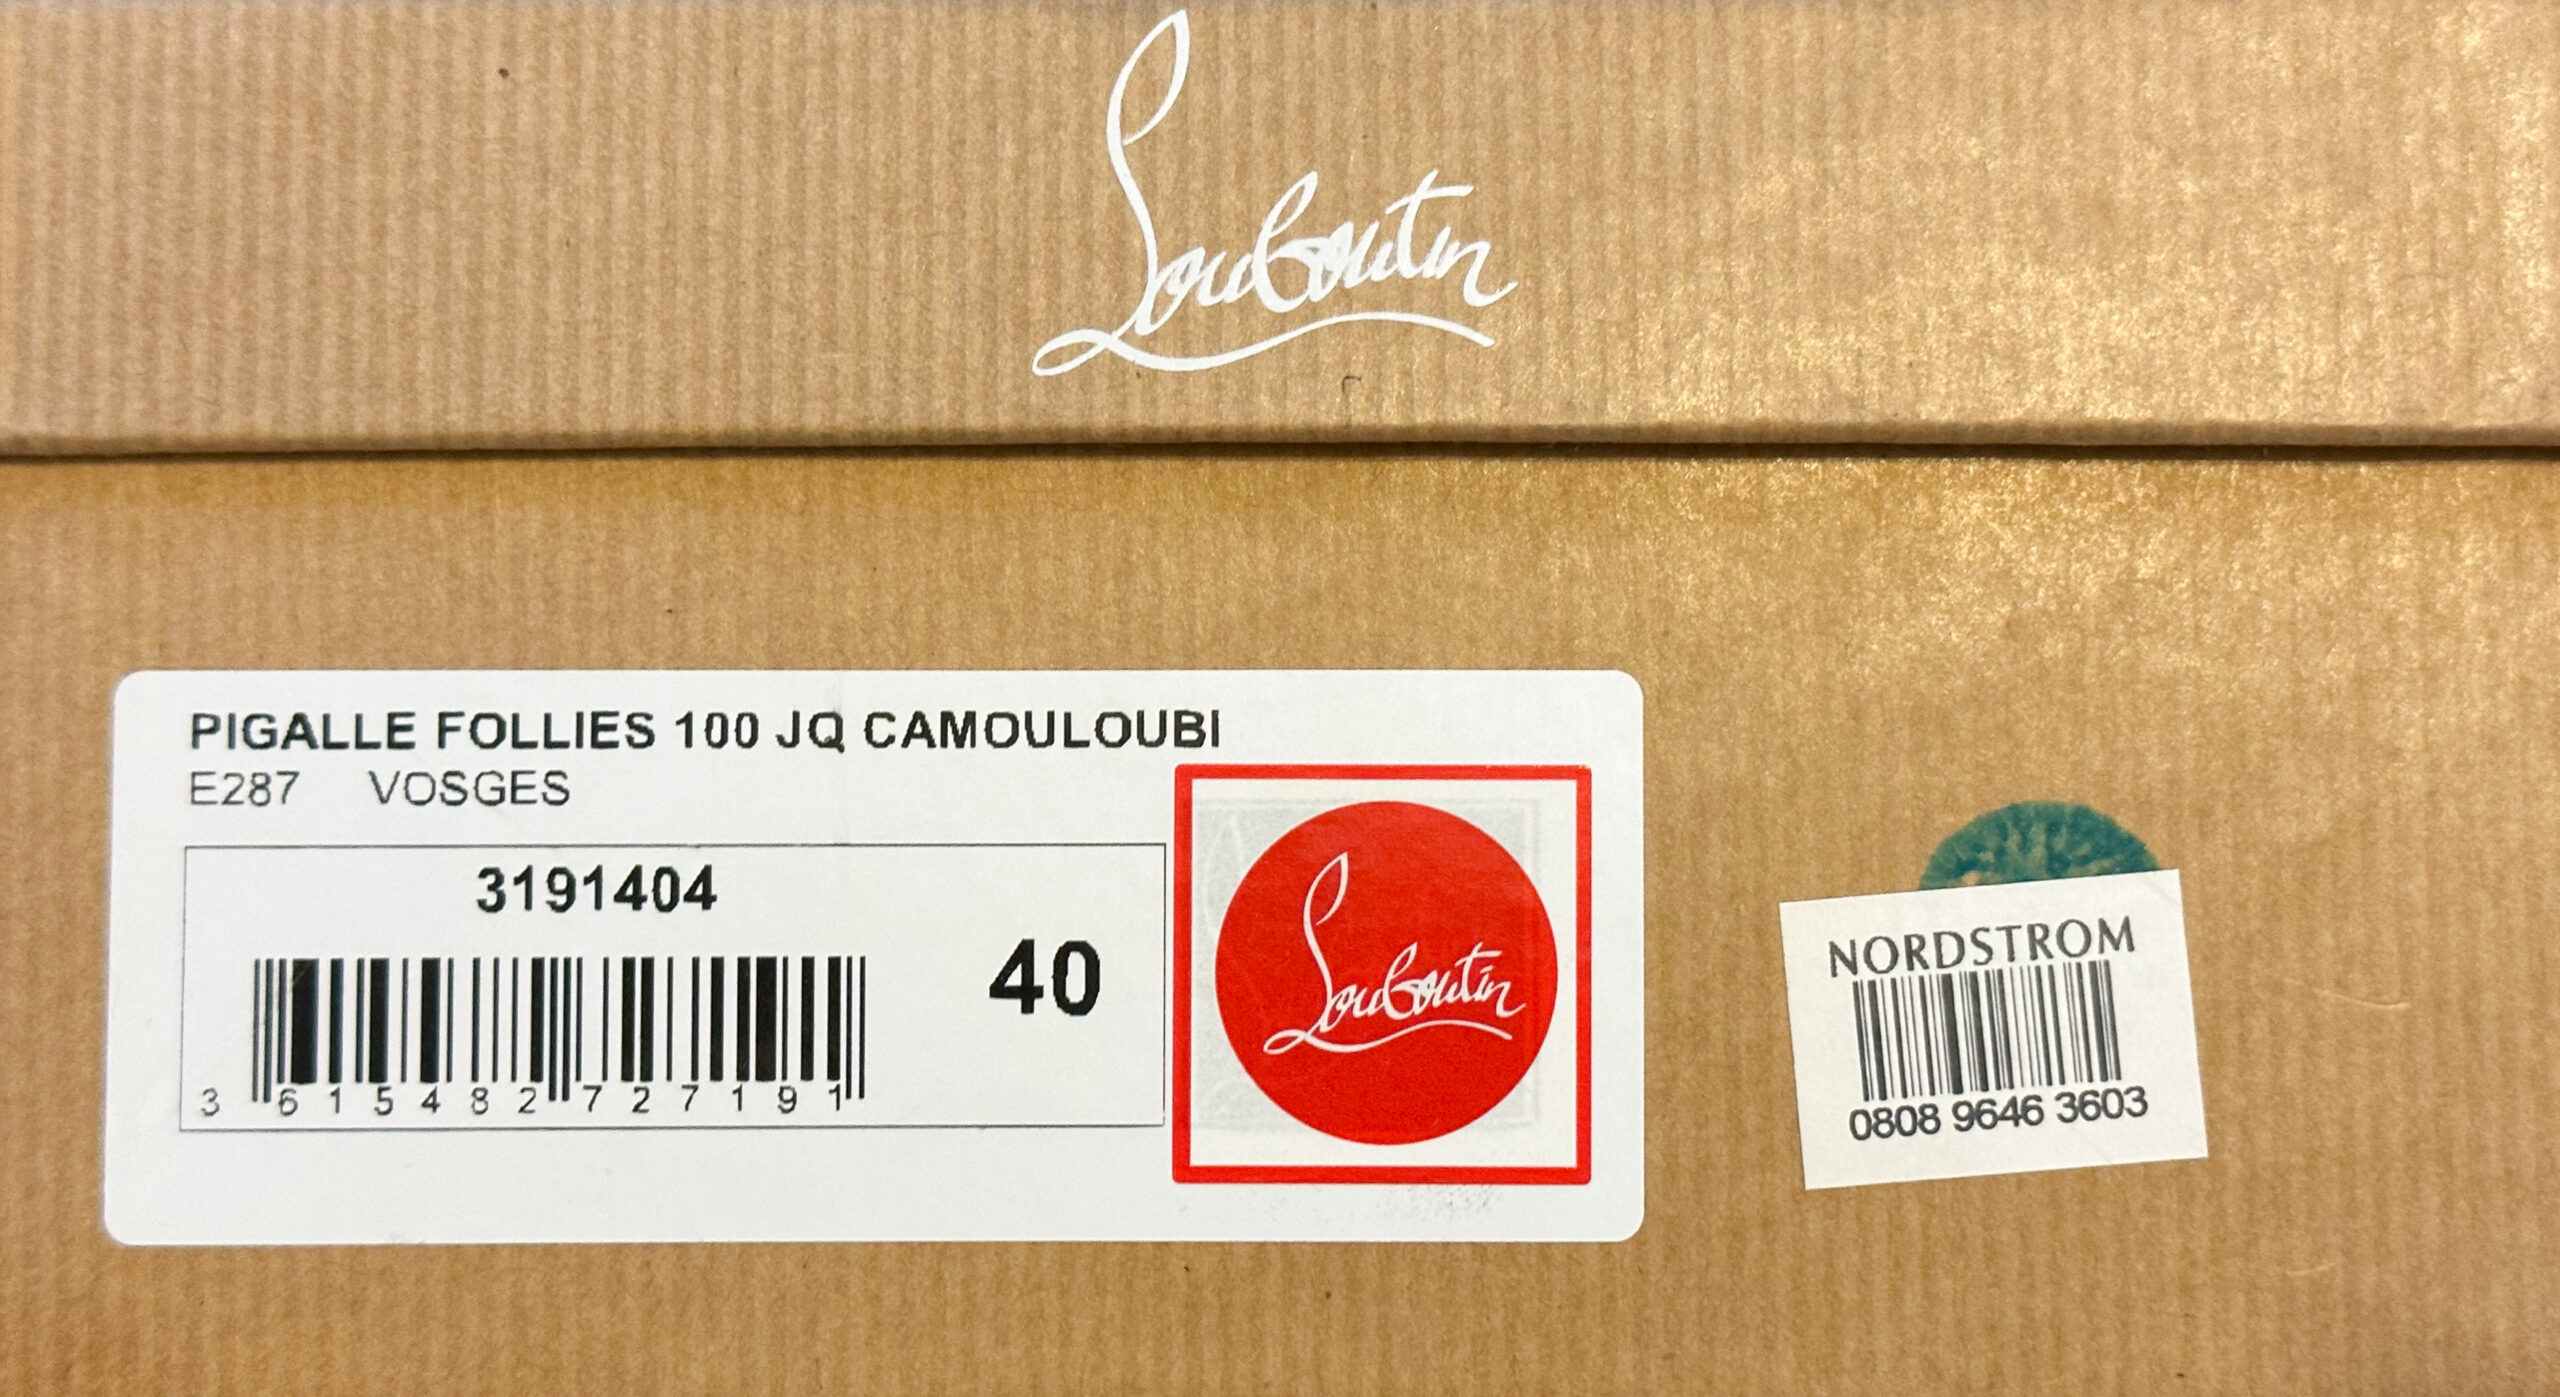 Louboutin
PIGALLE FOLLIES 100 JQ CAMOULOUBI
E287 VOSGES
3191404
40
3 615482 727191
Louboutin
NORDSTROM
0808 9646 3603